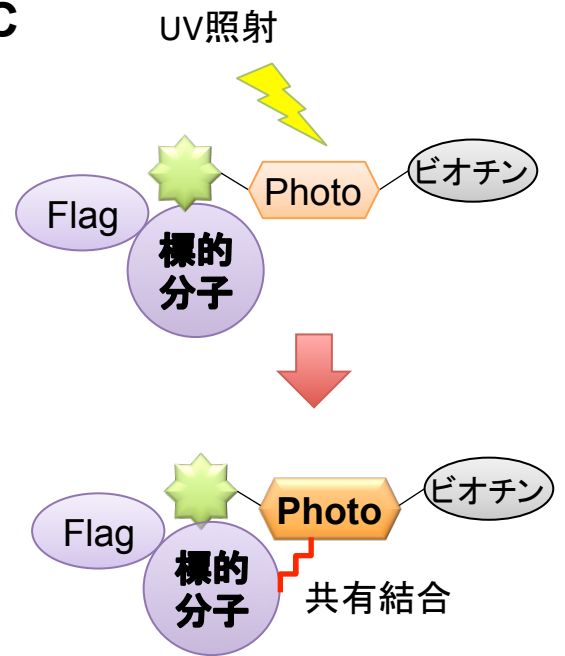 C
UV照射
Photo
ビオチン
Flag
標的
分子
Photo
ビオチン
Flag
標的
分子
共有結合